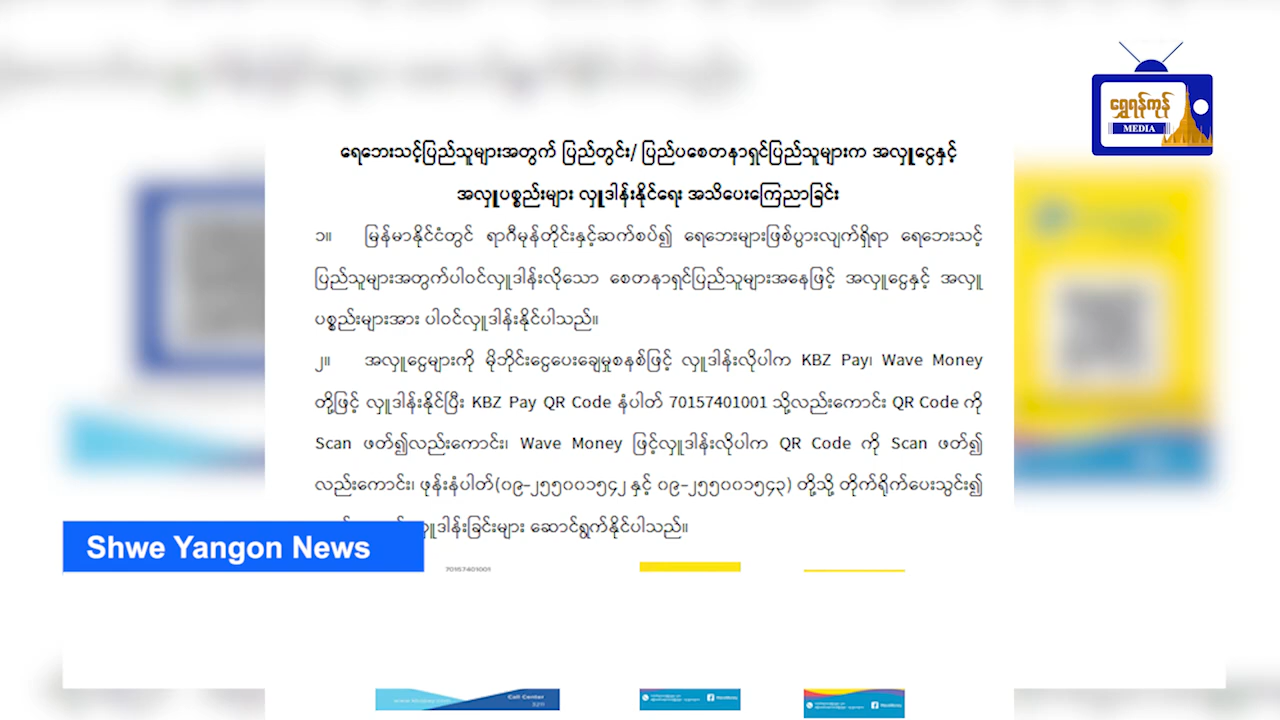 ရွှေရန်ကုန်
MEDIA
ရေဘေးသင့်ပြည်သူများအတွက် ပြည်တွင်း/ ပြည်ပစေတနာရှင်ပြည်သူများက အလှူငွေနှင့်
အလှူပစ္စည်းများ လှူဒါန်းနိုင်ရေး အသိပေးကြေညာခြင်း
၁။ မြန်မာနိုင်ငံတွင် ရာဂီမုန်တိုင်းနှင့်ဆက်စပ်၍ ရေဘေးများဖြစ်ပွားလျက်ရှိရာ ရေဘေးသင့်
ပြည်သူများအတွက်ပါဝင်လှူဒါန်းလိုသော စေတနာရှင်ပြည်သူများအနေဖြင့် အလှူငွေနှင့် အလှူ
ပစ္စည်းများအား ပါဝင်လှူဒါန်းနိုင်ပါသည်။
၂။ အလှူငွေများကို မိုဘိုင်းငွေပေးချေမှုစနစ်ဖြင့် လှူဒါန်းလိုပါက KBZ Pay၊ Wave Money
တို့ဖြင့် လှူဒါန်းနိုင်ပြီး KBZ Pay QR Code နံပါတ် 70157401001 သို့လည်းကောင်း QR Code ကို
Scan ဖတ်၍လည်းကောင်း၊ Wave Money ဖြင့်လှူဒါန်းလိုပါက QR Code ကို Scan ဖတ်၍
လည်းကောင်း၊ ဖုန်းနံပါတ်(၀၉-၂၅၅၀၀၁၅၄၂ နှင့် ၀၉-၂၅၅၀၀၁၅၄၃) တို့သို့ တိုက်ရိုက်ပေးသွင်း၍
လှူဒါန်းခြင်းများ ဆောင်ရွက်နိုင်ပါသည်။
Shwe Yangon News
70157401001
Call Center